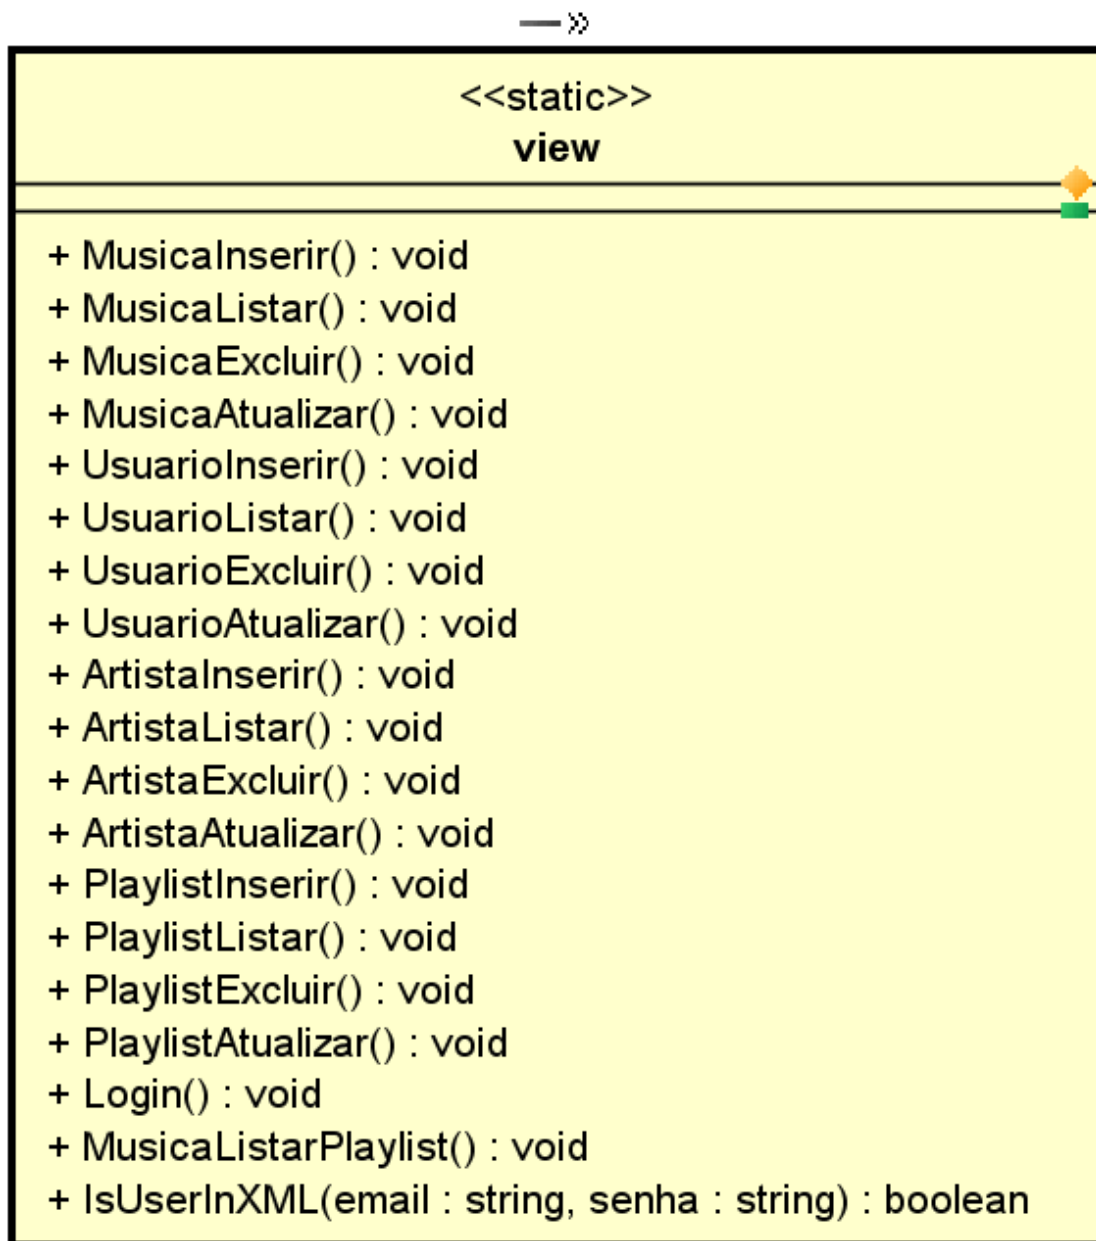 <<static>>
view
+ MusicaInserir() : void
+ MusicaListar() : void
+ MusicaExcluir() : void
+ MusicaAtualizar() : void
+ UsuarioInserir() : void
+ UsuarioListar() : void
+ UsuarioExcluir() : void
+ UsuarioAtualizar() : void
+ ArtistaInserir() : void
+ ArtistaListar() : void
+ ArtistaExcluir() : void
+ ArtistaAtualizar() : void
+ PlaylistInserir() : void
+ PlaylistListar() : void
+ PlaylistExcluir() : void
+ PlaylistAtualizar() : void
+ Login() : void
+ MusicaListarPlaylist() : void
+ IsUserInXML(email : string, senha : string) : boolean